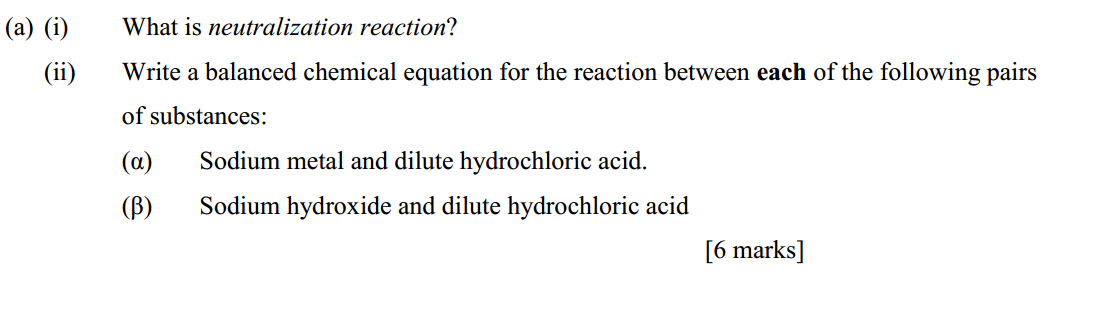 (a) (i) What is neutralization reaction?
(ii) Write a balanced chemical equation for the reaction between each of the following pairs
of substances:
(α) Sodium metal and dilute hydrochloric acid.
(β) Sodium hydroxide and dilute hydrochloric acid
[6 marks]